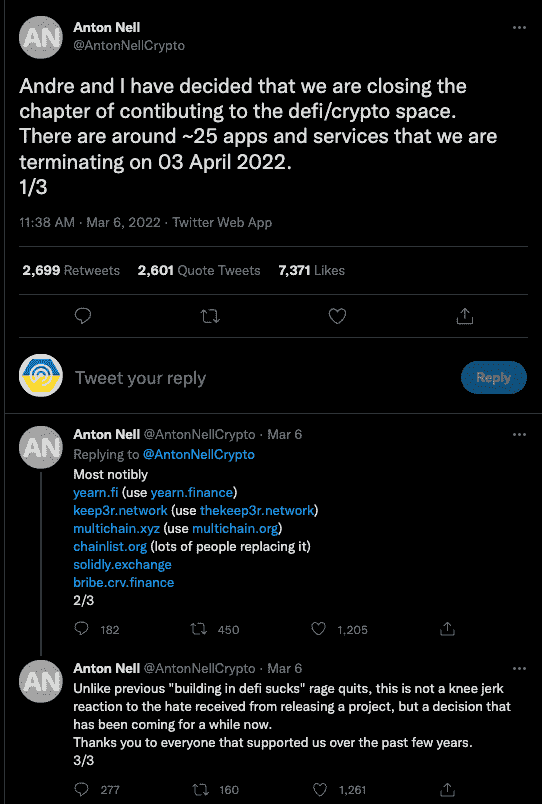 AN
Anton Nell
@AntonNellCrypto
Andre and I have decided that we are closing the
chapter of contibuting to the defi/crypto space.
There are around ~25 apps and services that we are
terminating on 03 April 2022.
1/3
11:38 AM · Mar 6, 2022 · Twitter Web App
2,699 Retweets 2,601 Quote Tweets 7,371 Likes
Tweet your reply
Reply
AN
Anton Nell @AntonNellCrypto · Mar 6
Replying to @AntonNellCrypto
Most notibly
yearn.fi (use yearn.finance)
keep3r.network (use thekeep3r.network)
multichain.xyz (use multichain.org)
chainlist.org (lots of people replacing it)
solidly.exchange
bribe.crv.finance
2/3
182 450 1,205
AN
Anton Nell @AntonNellCrypto · Mar 6
Unlike previous "building in defi sucks" rage quits, this is not a knee jerk
reaction to the hate received from releasing a project, but a decision that
has been coming for a while now.
Thanks you to everyone that supported us over the past few years.
3/3
277 160 1,261